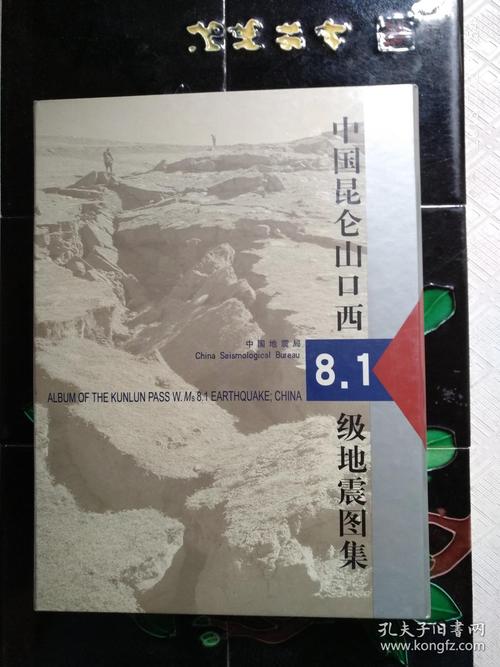 中国昆仑山口西
8.1
级地震图集
中国地震局
China Seismological Bureau
ALBUM OF THE KUNLUN PASS W. Ms 8.1 EARTHQUAKE; CHINA
孔夫子旧书网
www.kongfz.com